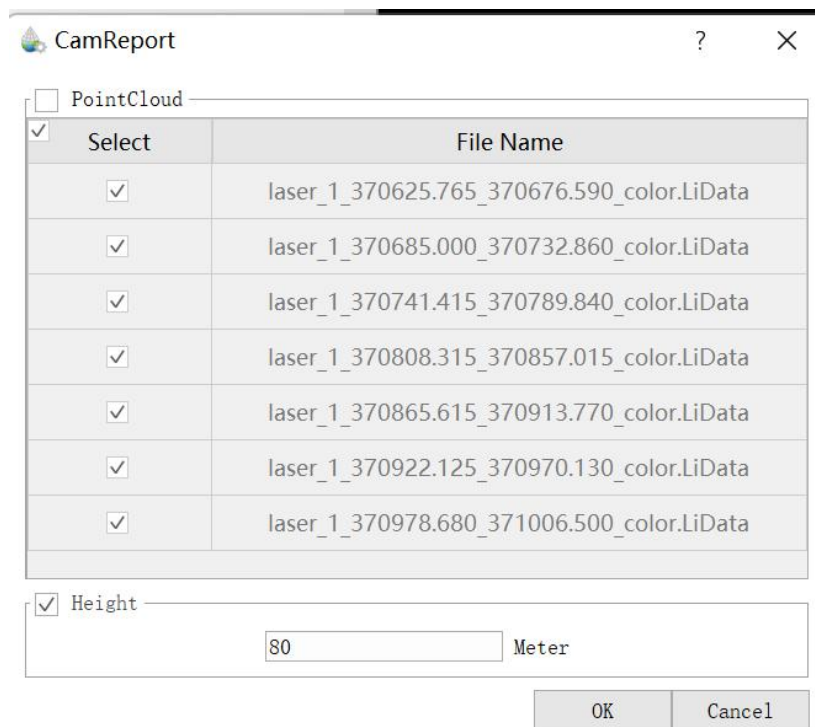 CamReport ?
PointCloud
Select File Name
laser_1_370625.765_370676.590_color.LiData
laser_1_370685.000_370732.860_color.LiData
laser_1_370741.415_370789.840_color.LiData
laser_1_370808.315_370857.015_color.LiData
laser_1_370865.615_370913.770_color.LiData
laser_1_370922.125_370970.130_color.LiData
laser_1_370978.680_371006.500_color.LiData
Height
80 Meter
OK Cancel